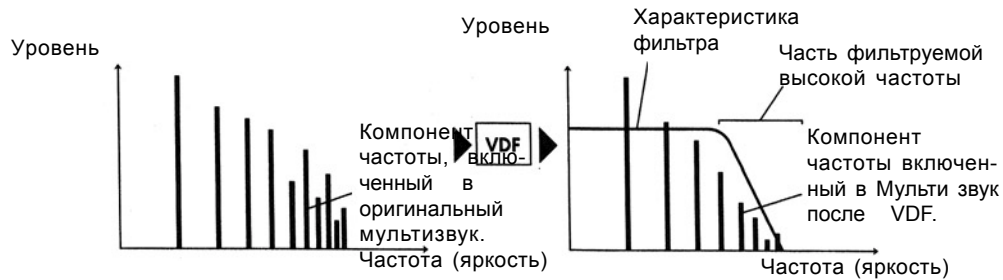 Уровень
Компонент
частоты, вклю-
ченный в
оригинальный
мультизвук.
Частота (яркость)
VDF
Уровень
Характеристика
фильтра
Часть фильтруемой
высокой частоты
Компонент
частоты включен-
ный в Мульти звук
после VDF.
Частота (яркость)